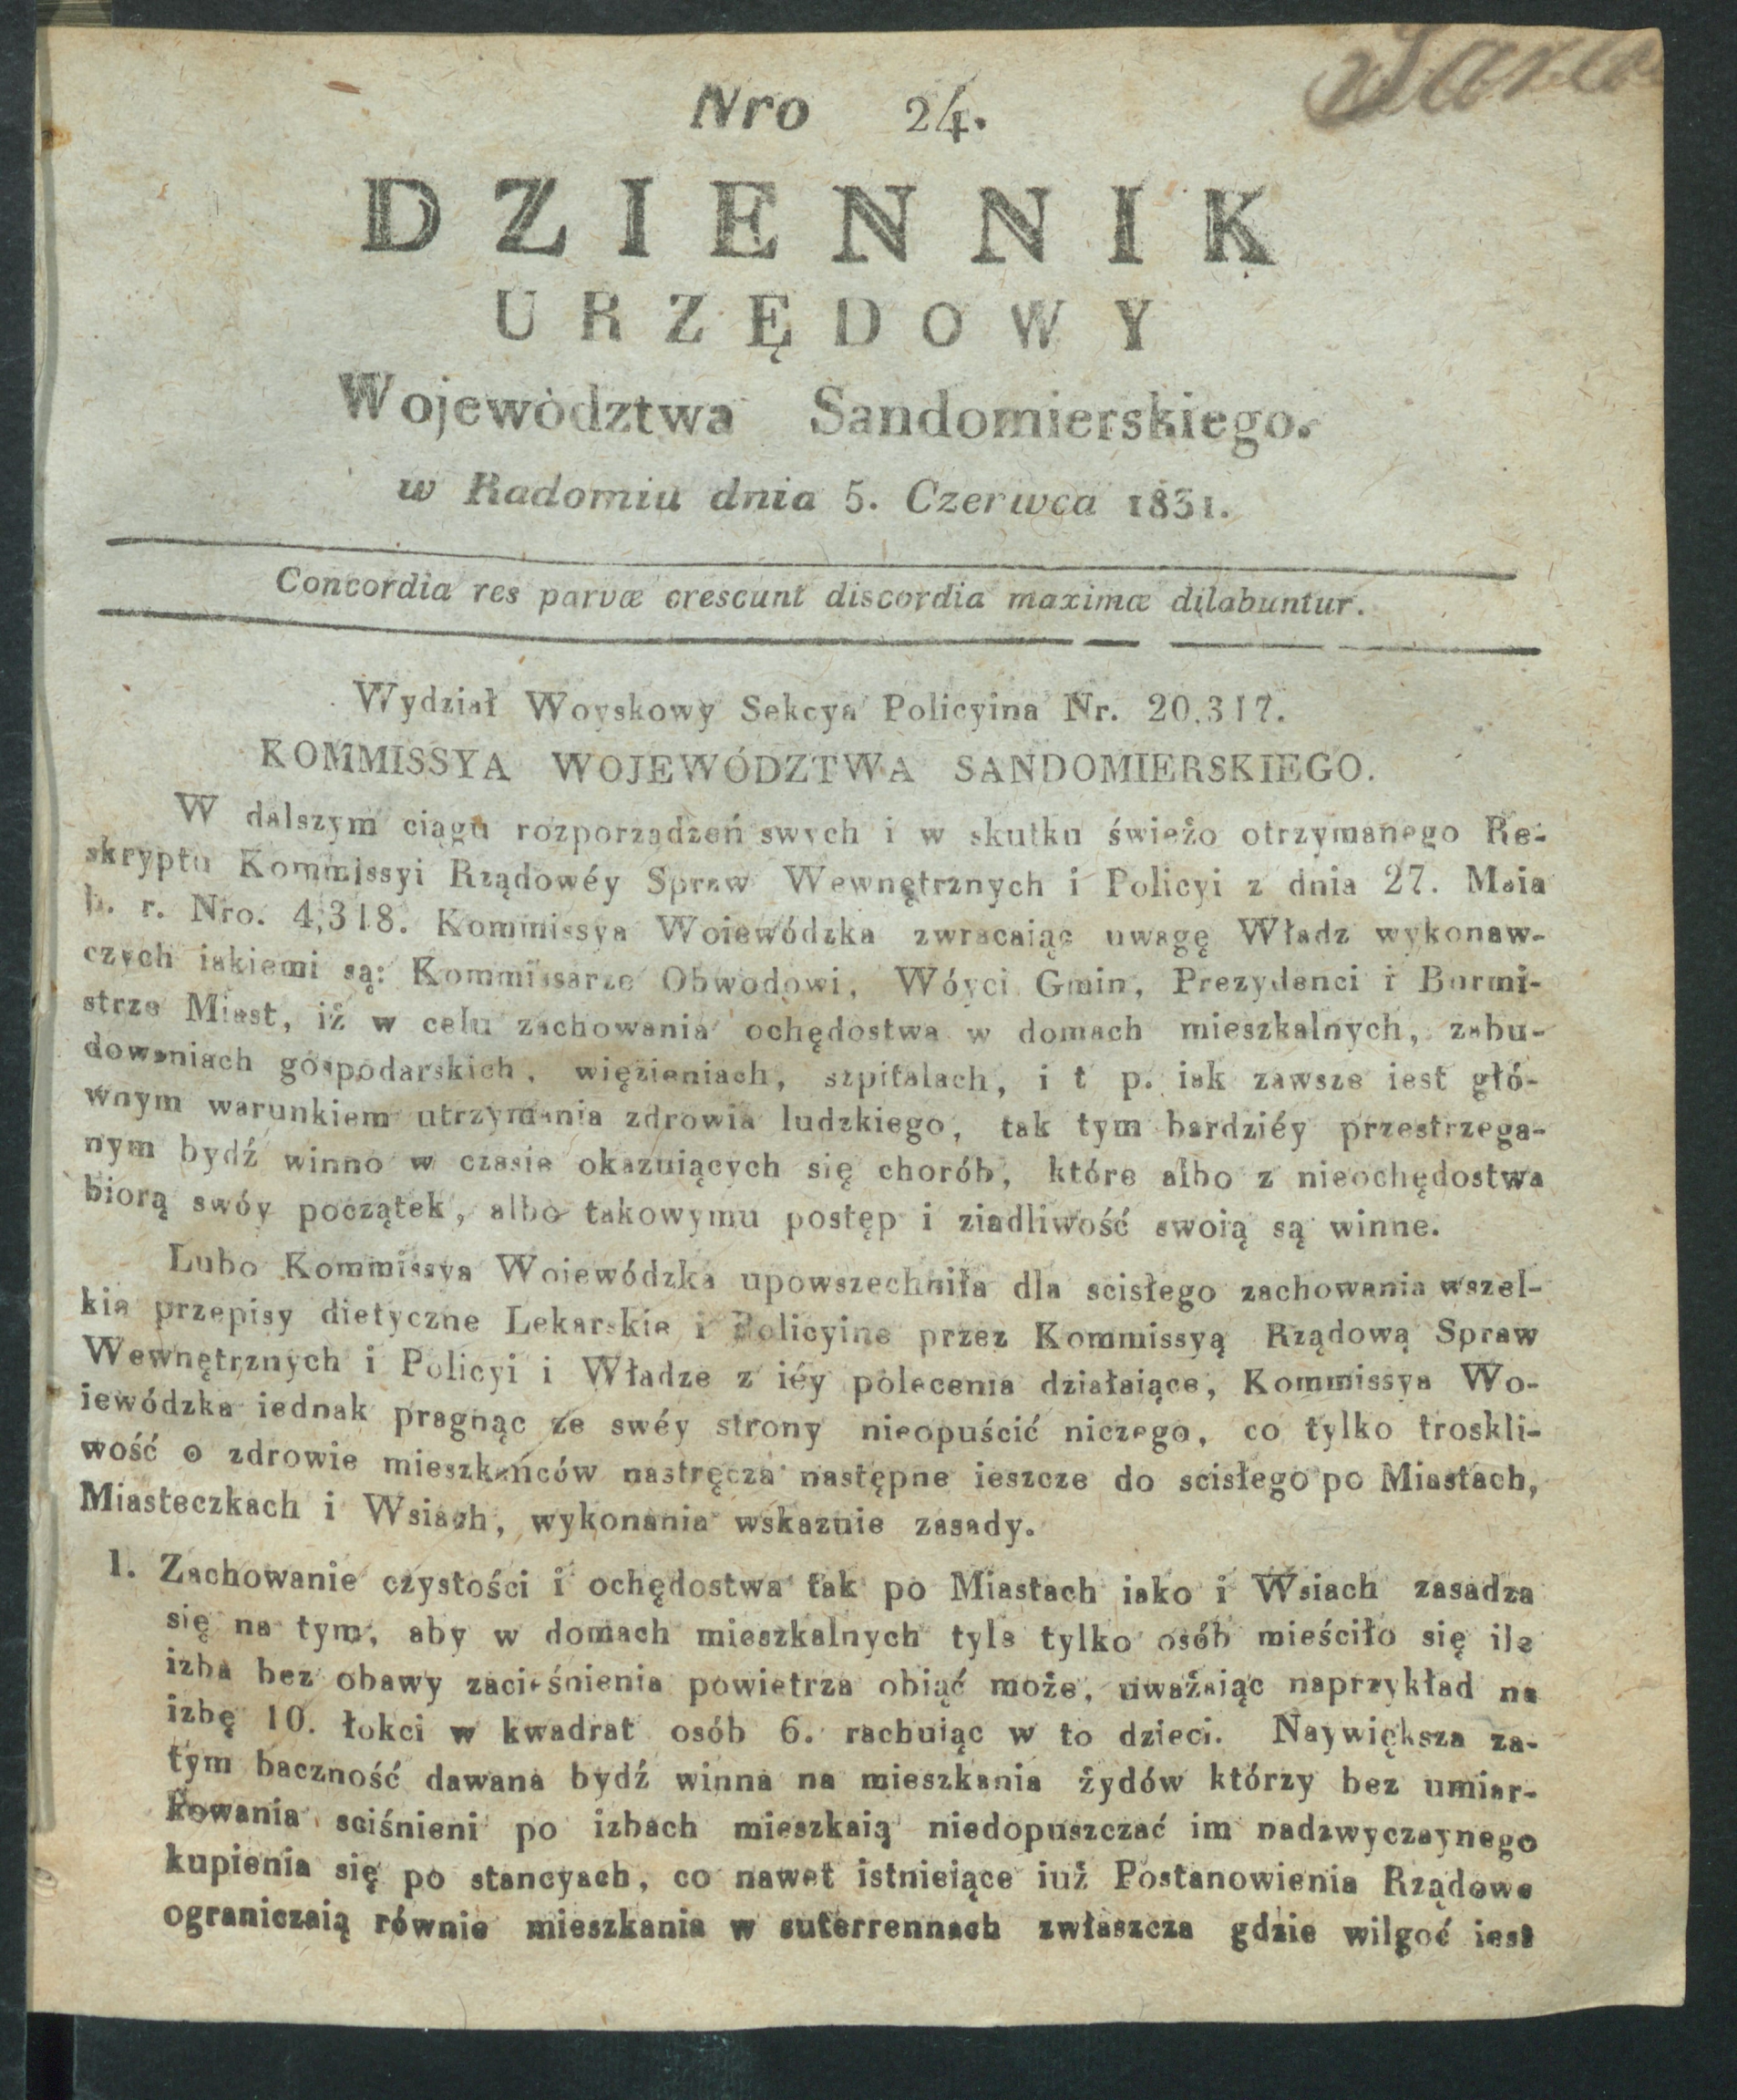 Nro 24.
DZIENNIK
URZĘDOWY
Województwa Sandomierskiego.
w Radomiu dnia 5. Czerwca 1831.
Concordia res parvæ crescunt discordia maximæ dilabuntur.
Wydział Woyskowy Sekcya Policyina Nr. 20,317.
KOMMISSYA WOJEWÓDZTWA SANDOMIERSKIEGO.
W dalszym ciągu rozporządzeń swych i w skutku świeżo otrzymanego Re-
skryptu Kommissyi Rządowéy Spraw Wewnętrznych i Policyi z dnia 27. Maia
b. r. Nro. 4,318. Kommissya Woiewódzka zwracaiąc uwagę Władz wykonaw-
czych iakiemi są: Kommissarze Obwodowi, Wóyci Gmin, Prezydenci i Burmi-
strze Miast, iż w celu zachowania ochędostwa w domach mieszkalnych, zabu-
dowaniach gospodarskich, więzieniach, szpitalach, i t p. iak zawsze iest głó-
wnym warunkiem utrzymania zdrowia ludzkiego, tak tym bardziéy przestrzega-
nym bydź winno w czasie okazuiących się chorób, które albo z nieochędostwa
biorą swóy początek, albo takowymu postęp i ziadliwość swoią są winne.
Lubo Kommissya Woiewódzka upowszechniła dla scisłego zachowania wszel-
kie przepisy dietyczne Lekarskie i Policyine przez Kommissyą Rządową Spraw
Wewnętrznych i Policyi i Władze z iéy polecenia działaiące, Kommissya Wo-
iewódzka iednak pragnąc ze swéy strony nieopuścić niczego, co tylko troskli-
wość o zdrowie mieszkańców nastręcza następne ieszcze do scisłego po Miastach,
Miasteczkach i Wsiach, wykonania wskazuie zasady.
1. Zachowanie czystości i ochędostwa tak po Miastach iako i Wsiach zasadza
się na tym, aby w domach mieszkalnych tyle tylko osób mieściło się ile
izba bez obawy zacieśnienia powietrza obiąć może, uważaiąc naprzykład na
izbę 10. łokci w kwadrat osób 6. rachuiąc w to dzieci. Naywiększa za-
tym baczność dawana bydź winna na mieszkania żydów którzy bez umiar-
kowania sciśnieni po izbach mieszkaią niedopuszczać im nadzwyczaynego
kupienia się po stancyach, co nawet istnieiące iuż Postanowienia Rządowe
ograniczaią równie mieszkania w suterrennach zwłaszcza gdzie wilgoć iest